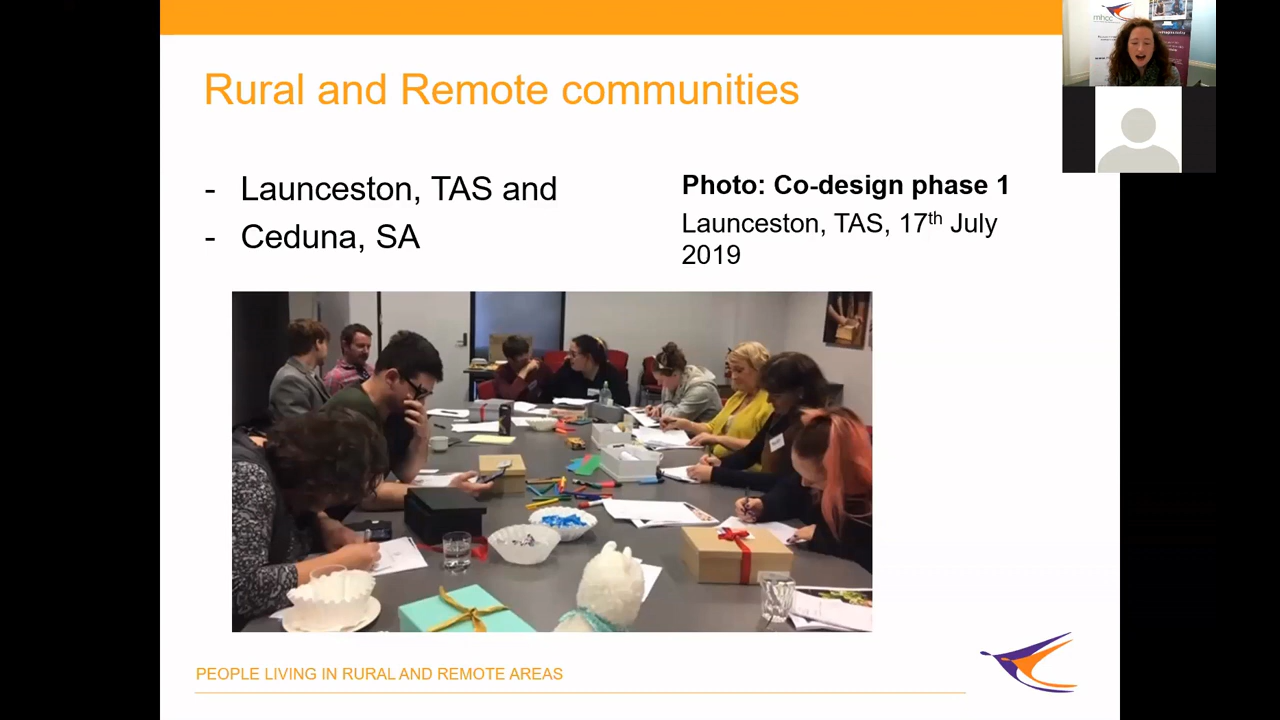 mhcc
Rural and Remote communities
- Launceston, TAS and
- Ceduna, SA
Photo: Co-design phase 1
Launceston, TAS, 17th July
2019
PEOPLE LIVING IN RURAL AND REMOTE AREAS